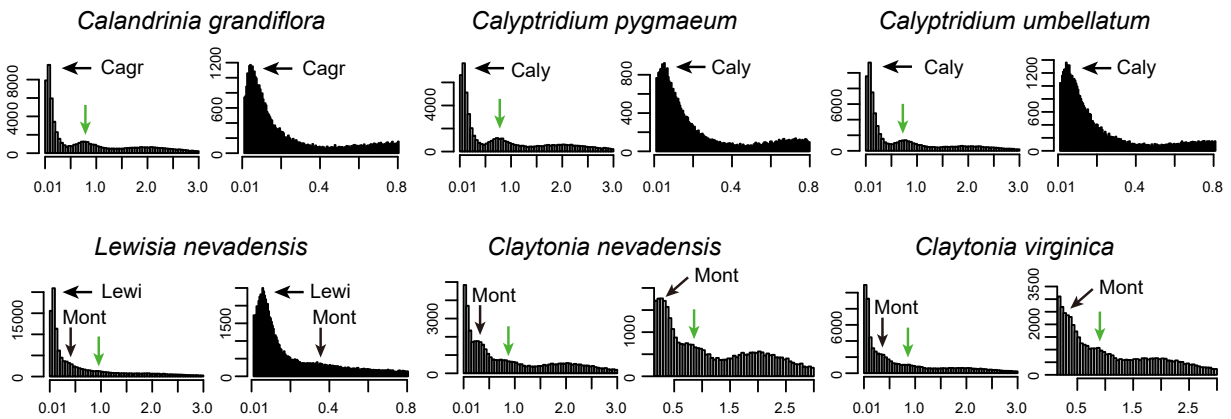 Calandrinia grandiflora
Calyptridium pygmaeum
Calyptridium umbellatum
0 4000 8000
Cagr
0.01 1.0 2.0 3.0
0 400 800 1200
Cagr
0.01 0.4 0.8
0 4000
Caly
0.01 1.0 2.0 3.0
0 400 800
Caly
0.01 0.4 0.8
0 6000
Caly
0.01 1.0 2.0 3.0
0 600 1200
Caly
0.01 0.4 0.8
Lewisia nevadensis
Claytonia nevadensis
Claytonia virginica
0 15000
Lewi
Mont
0.01 1.0 2.0 3.0
0 1500
Lewi
Mont
0.01 0.4 0.8
0 3000
Mont
0.01 1.0 2.0 3.0
0 1000
Mont
0.5 1.5 2.5
0 6000
Mont
0.01 1.0 2.0 3.0
0 1000 2000 3500
Mont
0.5 1.5 2.5